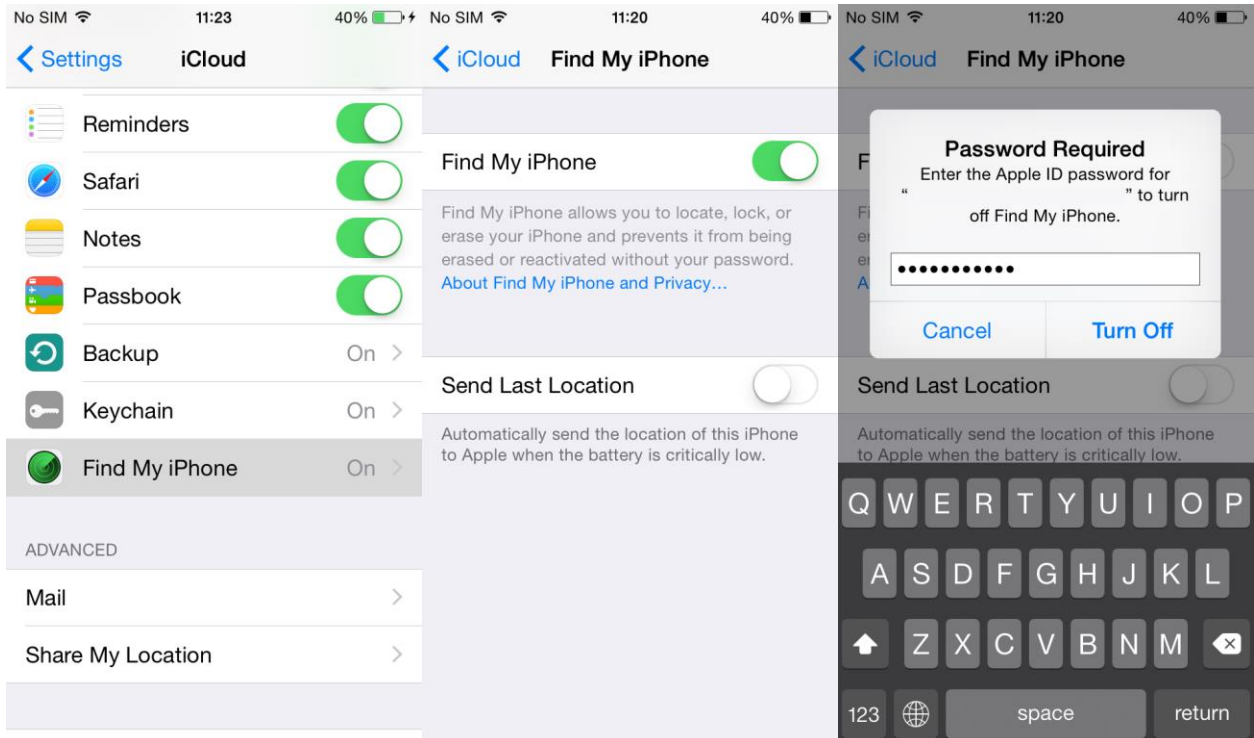 No SIM 11:23 40%
Settings iCloud
Reminders
Safari
Notes
Passbook
Backup On
Keychain On
Find My iPhone On
ADVANCED
Mail
Share My Location
No SIM 11:20 40%
iCloud Find My iPhone
Find My iPhone
Find My iPhone allows you to locate, lock, or
erase your iPhone and prevents it from being
erased or reactivated without your password.
About Find My iPhone and Privacy…
Send Last Location
Automatically send the location of this iPhone
to Apple when the battery is critically low.
No SIM 11:20 40%
iCloud Find My iPhone
Password Required
Enter the Apple ID password for
“ ” to turn
off Find My iPhone.
•••••••••••
Cancel Turn Off
Send Last Location
Automatically send the location of this iPhone
to Apple when the battery is critically low.
Q W E R T Y U I O P
A S D F G H J K L
Z X C V B N M
123 space return